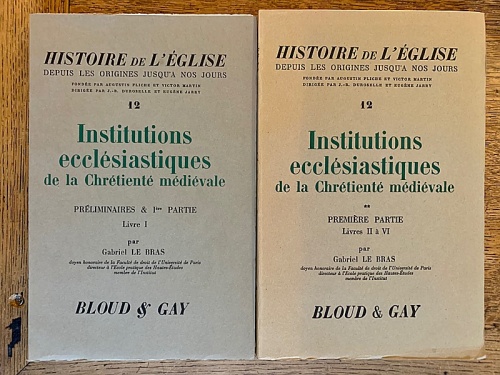 HISTOIRE DE L'ÉGLISE
DEPUIS LES ORIGINES JUSQU'A NOS JOURS
FONDÉE PAR AUGUSTIN FLICHE ET VICTOR MARTIN
DIRIGÉE PAR J.-B. DUROSELLE ET EUGÈNE JARRY
12
Institutions
ecclésiastiques
de la Chrétienté médiévale
PRÉLIMINAIRES & Ière PARTIE
Livre I
par
Gabriel LE BRAS
doyen honoraire de la Faculté de droit de l'Université de Paris
directeur à l'École pratique des Hautes-Études
membre de l'Institut
BLOUD & GAY
HISTOIRE DE L'ÉGLISE
DEPUIS LES ORIGINES JUSQU'A NOS JOURS
FONDÉE PAR AUGUSTIN FLICHE ET VICTOR MARTIN
DIRIGÉE PAR J.-B. DUROSELLE ET EUGÈNE JARRY
12
Institutions
ecclésiastiques
de la Chrétienté médiévale
**
PREMIÈRE PARTIE
Livres II à VI
par
Gabriel LE BRAS
doyen honoraire de la Faculté de droit de l'Université de Paris
directeur à l'École pratique des Hautes-Études
membre de l'Institut
BLOUD & GAY